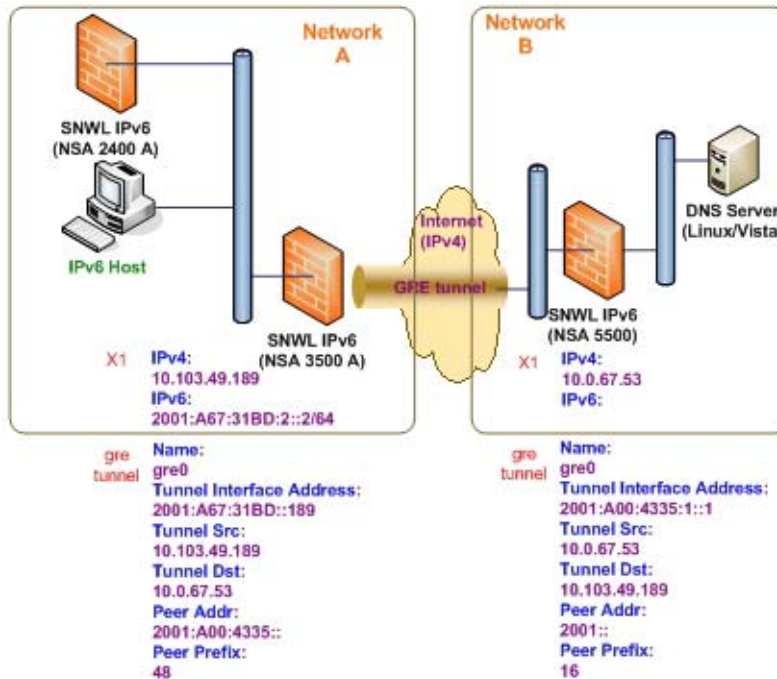 Network
A
SNWL IPv6
(NSA 2400 A)
IPv6 Host
SNWL IPv6
(NSA 3500 A)
X1
IPv4:
10.103.49.189
IPv6:
2001:A67:31BD:2::2/64
Internet
(IPv4)
GRE tunnel
Network
B
DNS Server
(Linux/Vista
SNWL IPv6
(NSA 5500)
X1
IPv4:
10.0.67.53
IPv6:
gre
tunnel
Name:
gre0
Tunnel Interface Address:
2001:A67:31BD::189
Tunnel Src:
10.103.49.189
Tunnel Dst:
10.0.67.53
Peer Addr:
2001:A00:4335::
Peer Prefix:
48
gre
tunnel
Name:
gre0
Tunnel Interface Address:
2001:A00:4335:1::1
Tunnel Src:
10.0.67.53
Tunnel Dst:
10.103.49.189
Peer Addr:
2001::
Peer Prefix:
16